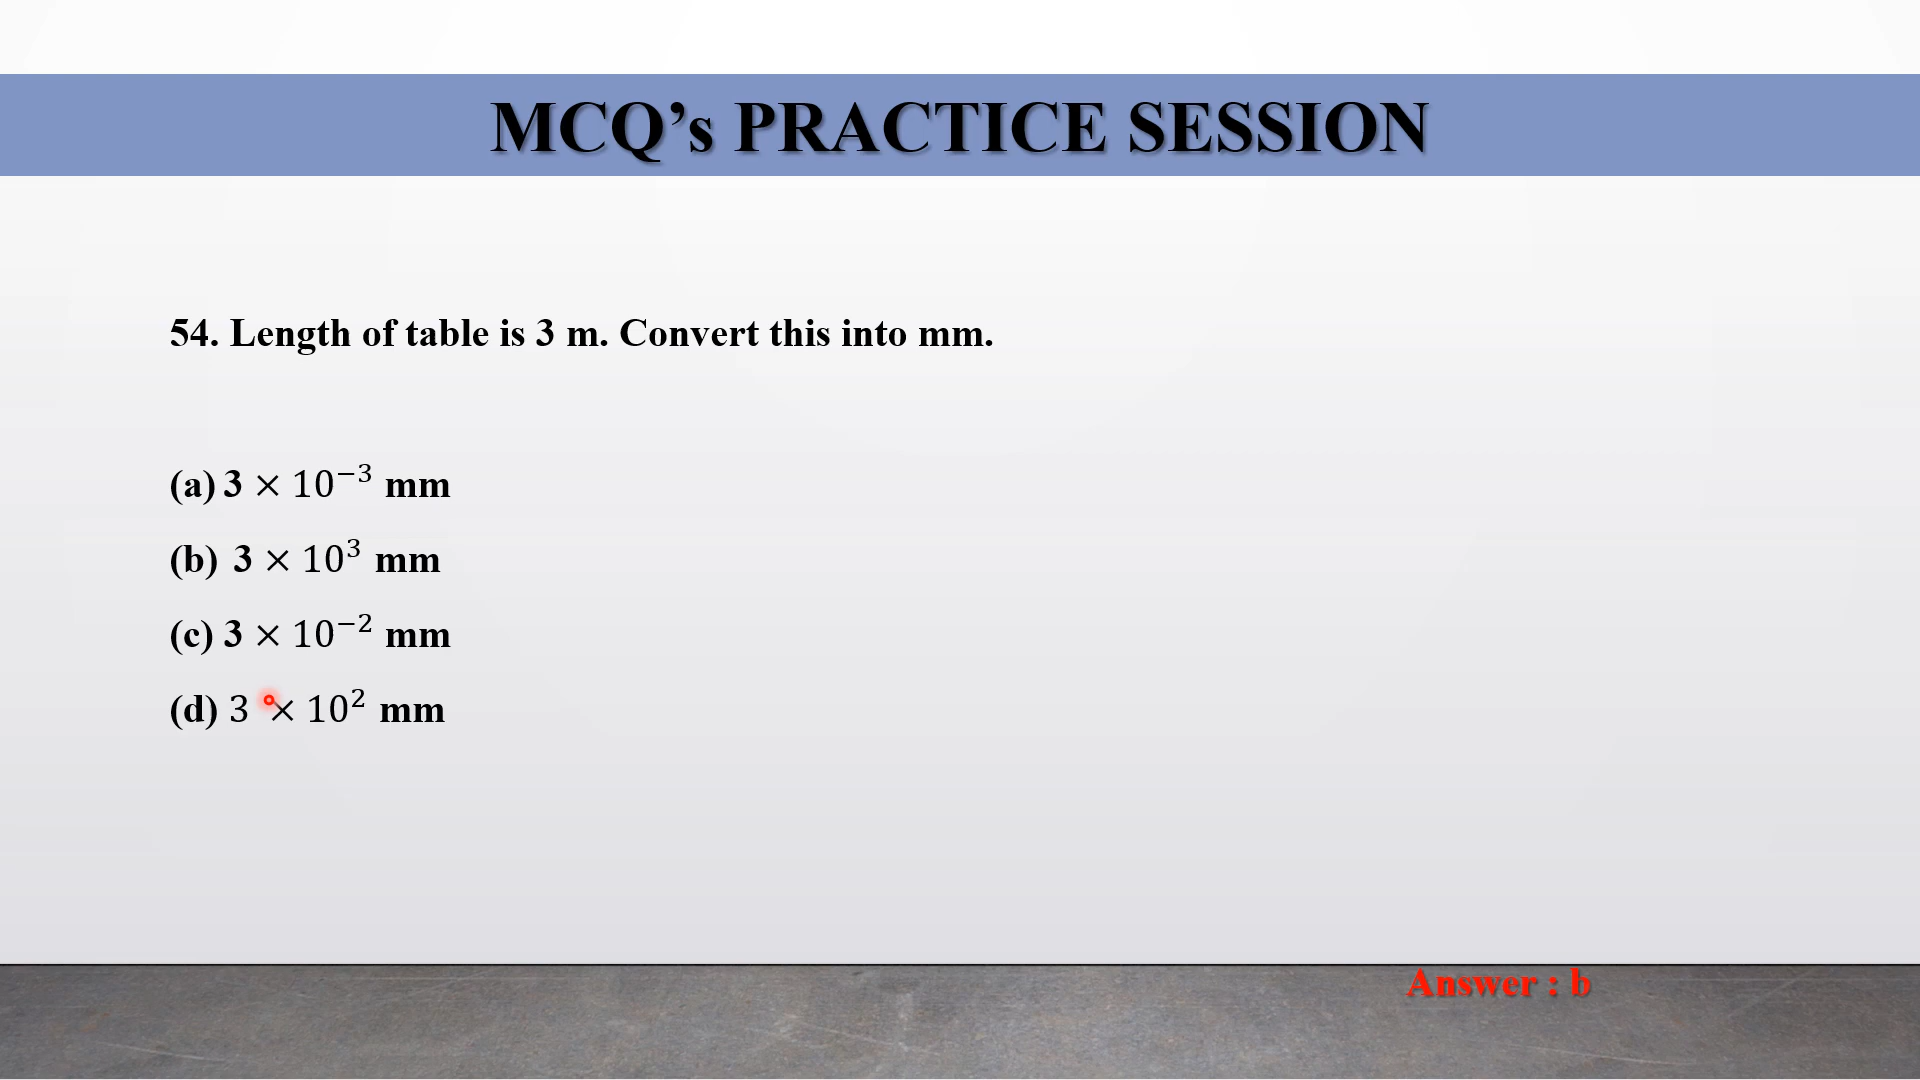 MCQ’s PRACTICE SESSION
54. Length of table is 3 m. Convert this into mm.
(a) 3 × 10⁻³ mm
(b) 3 × 10³ mm
(c) 3 × 10⁻² mm
(d) 3 × 10² mm
Answer : b